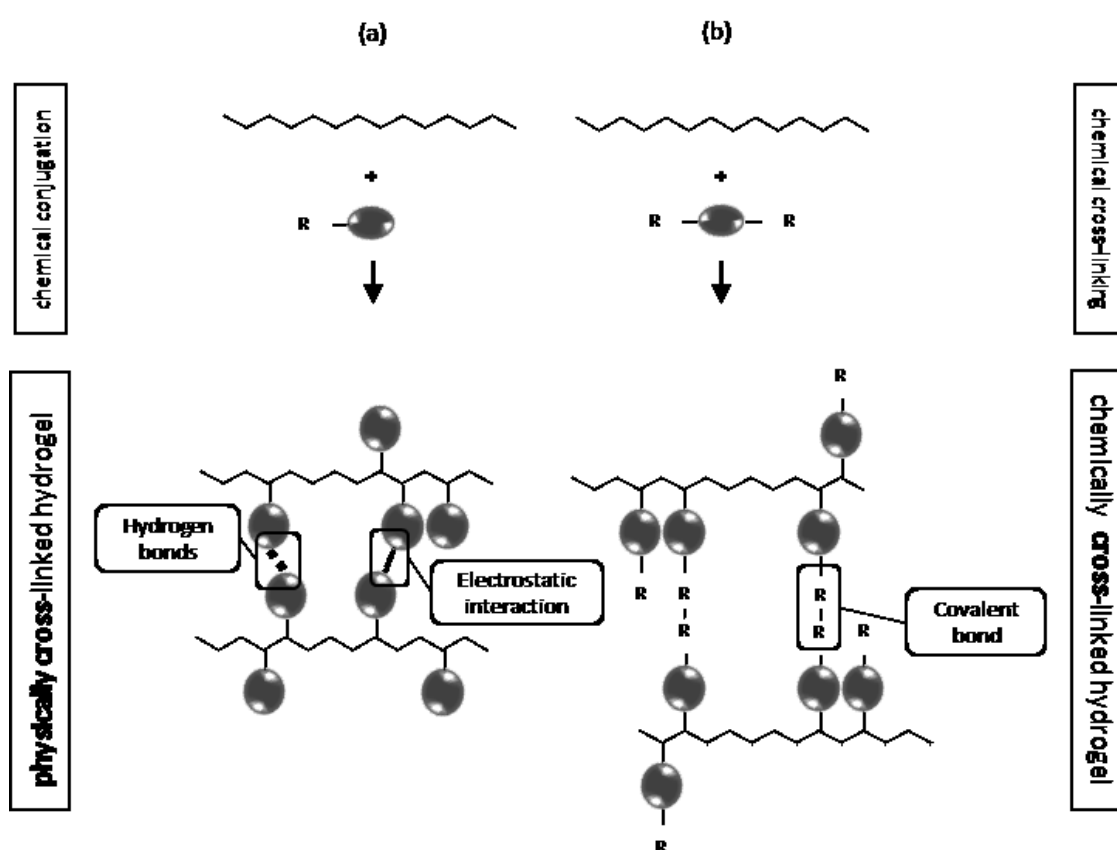 (a)
(b)
chemical conjugation
chemical cross-linking
+
+
R
R
R
physically cross-linked hydrogel
chemically cross-linked hydrogel
R
Hydrogen
bonds
Electrostatic
interaction
R
R
R
R
R
R
Covalent
bond
R